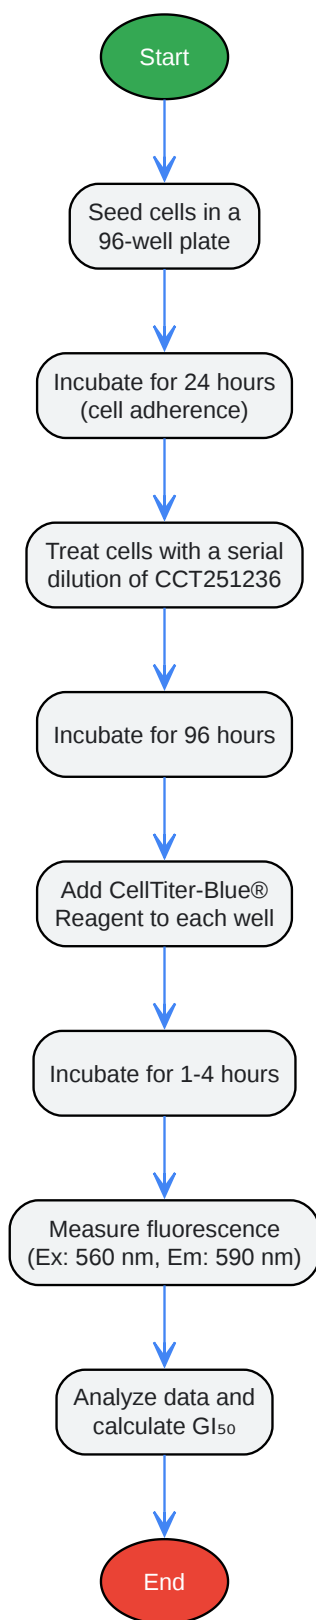 Start
Seed cells in a
96-well plate
Incubate for 24 hours
(cell adherence)
Treat cells with a serial
dilution of CCT251236
Incubate for 96 hours
Add CellTiter-Blue®
Reagent to each well
Incubate for 1-4 hours
Measure fluorescence
(Ex: 560 nm, Em: 590 nm)
Analyze data and
calculate GI₅₀
End